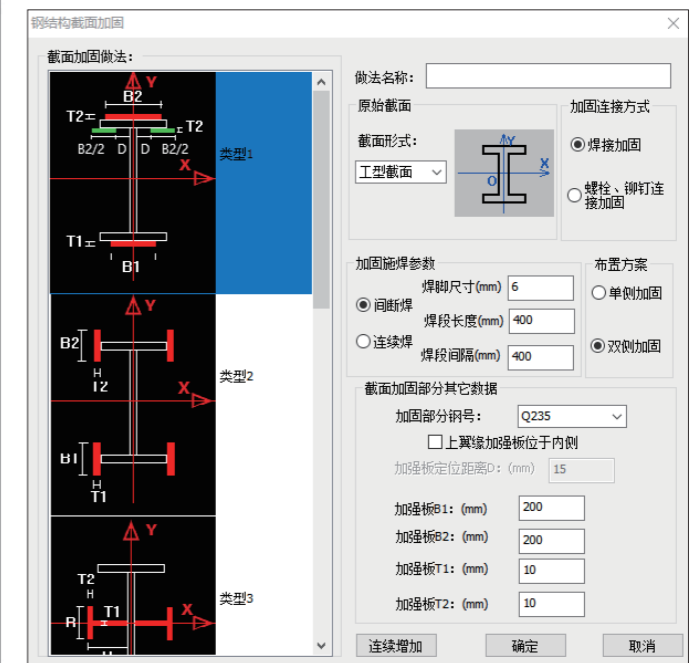 钢结构截面加固
截面加固做法：
Y
B2
T2
T2
B2/2 D D B2/2
X
T1
B1
类型1
Y
B2
H
T2
X
B1
H
T1
类型2
Y
T2
H
T1
X
B
类型3
做法名称：
原始截面
截面形式：
工型截面
Y
X
O
加固连接方式
焊接加固
螺栓、铆钉连
接加固
加固施焊参数
间断焊
连续焊
焊脚尺寸(mm) 6
焊段长度(mm) 400
焊段间隔(mm) 400
布置方案
单侧加固
双侧加固
截面加固部分其它数据
加固部分钢号： Q235
上翼缘加强板位于内侧
加强板定位距离D：(mm) 15
加强板B1：(mm) 200
加强板B2：(mm) 200
加强板T1：(mm) 10
加强板T2：(mm) 10
连续增加 确定 取消